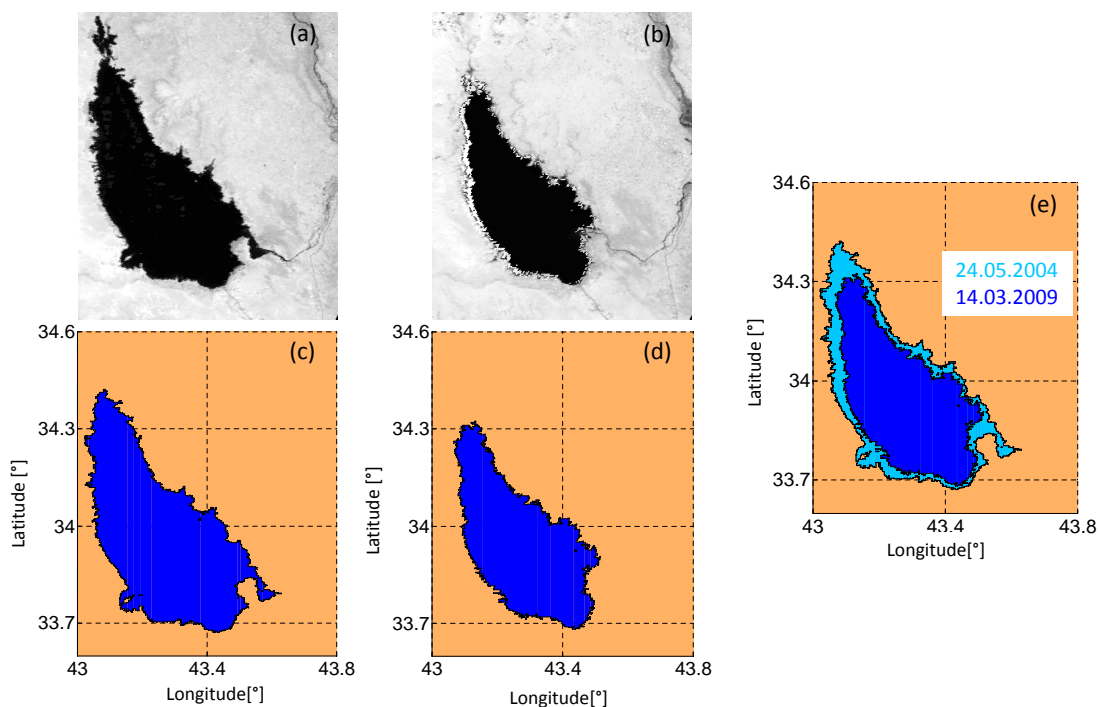 (a)
(b)
34.6
(c)
34.3
34
33.7
Latitude [°]
43
43.4
43.8
Longitude[°]
34.6
(d)
34.3
34
33.7
Latitude [°]
43
43.4
43.8
Longitude[°]
34.6
(e)
24.05.2004
14.03.2009
34.3
34
33.7
Latitude [°]
43
43.4
43.8
Longitude[°]